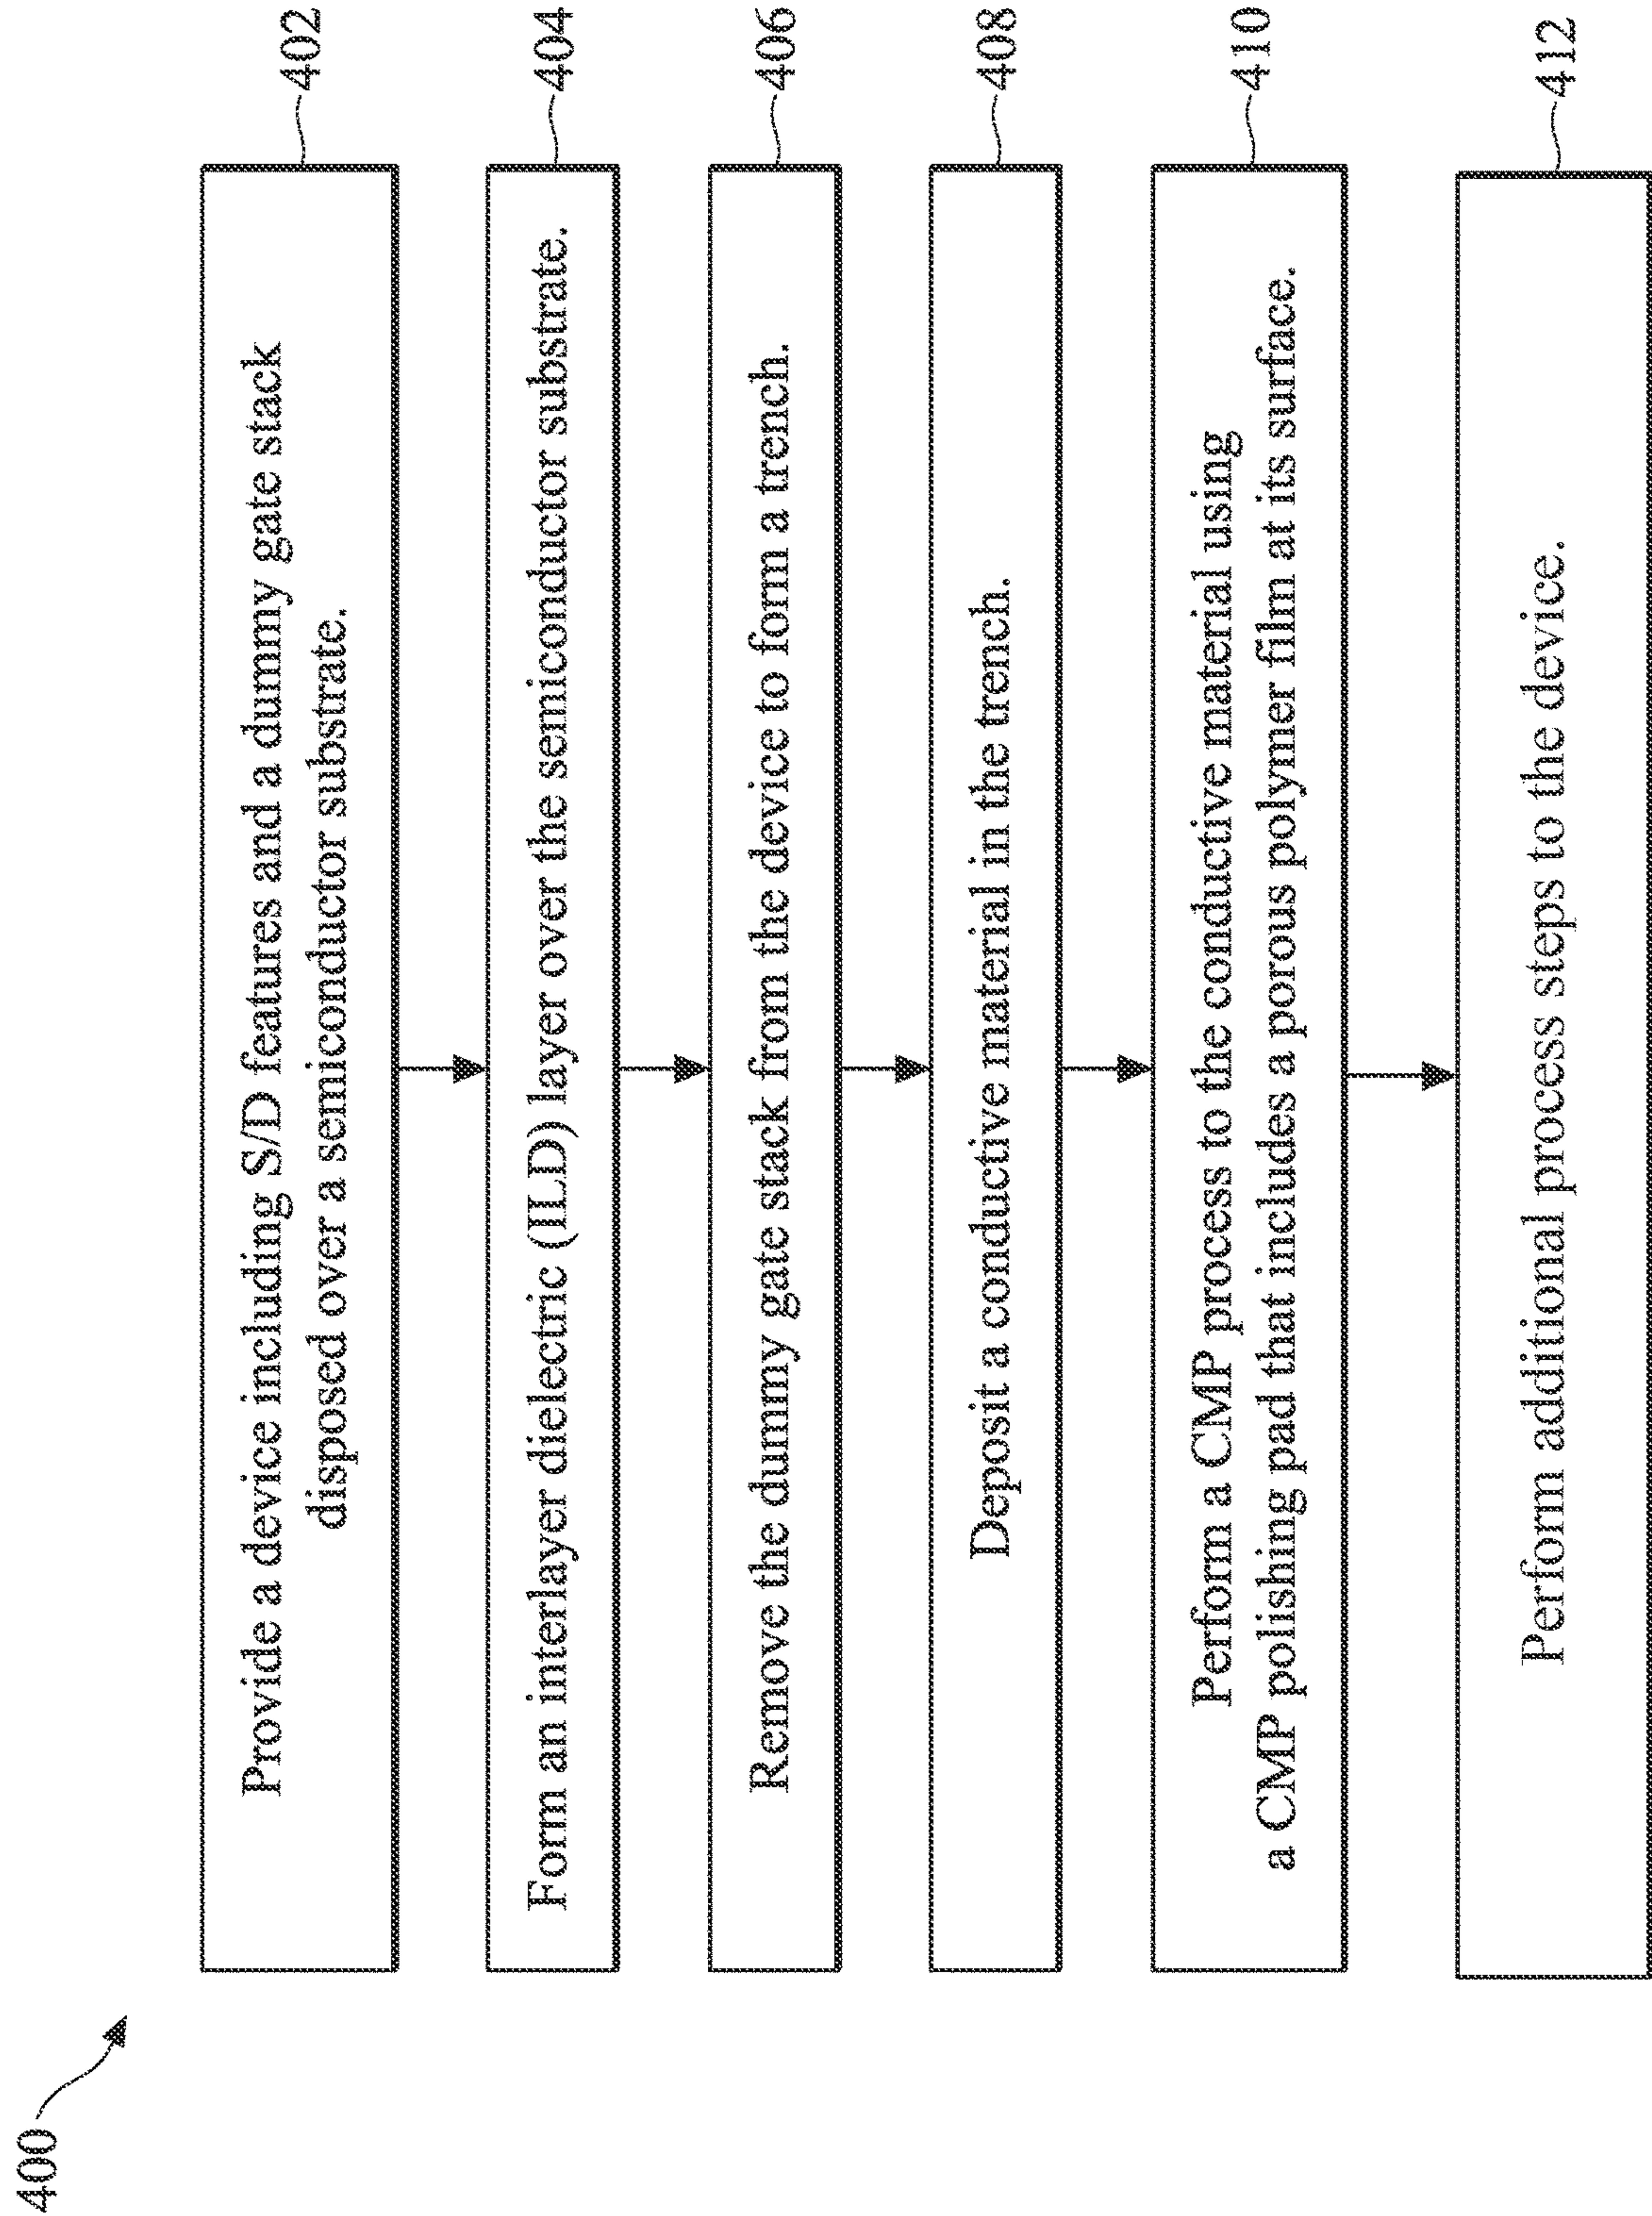 400
Provide a device including S/D features and a dummy gate stack
disposed over a semiconductor substrate.
402
Form an interlayer dielectric (ILD) layer over the semiconductor substrate.
404
Remove the dummy gate stack from the device to form a trench.
406
Deposit a conductive material in the trench.
408
Perform a CMP process to the conductive material using
a CMP polishing pad that includes a porous polymer film at its surface.
410
Perform additional process steps to the device.
412